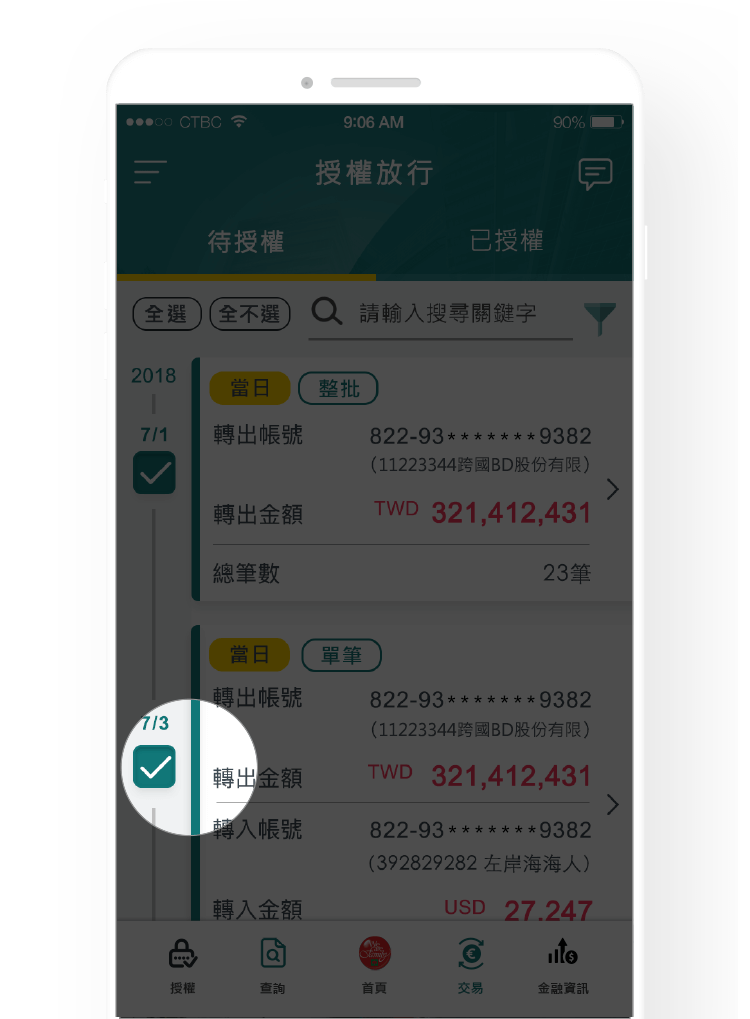 CTBC 9:06 AM 90%
授權放行
待授權 已授權
全選 全不選 請輸入搜尋關鍵字
2018
當日 整批
7/1
轉出帳號 822-93*******9382
(11223344跨國BD股份有限)
轉出金額 TWD 321,412,431
總筆數 23筆
當日 單筆
轉出帳號 822-93*******9382
7/3
(11223344跨國BD股份有限)
轉出金額 TWD 321,412,431
轉入帳號 822-93*******9382
(392829282 左岸海海人)
轉入金額 USD 27,247
授權 查詢 首頁 交易 金融資訊